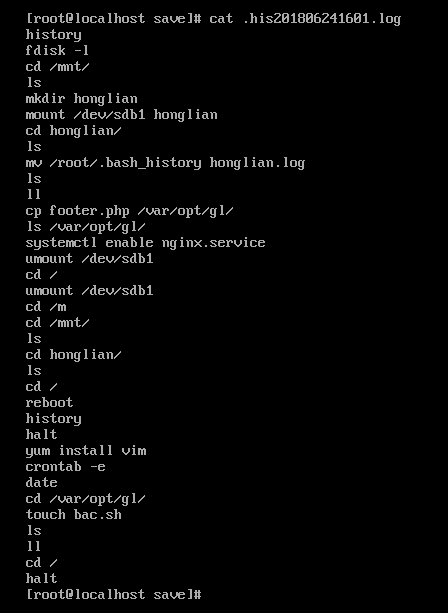 [root@localhost save]# cat .his201806241601.log
history
fdisk -l
cd /mnt/
ls
mkdir honglian
mount /dev/sdb1 honglian
cd honglian/
ls
mv /root/.bash_history honglian.log
ls
ll
cp footer.php /var/opt/gl/
ls /var/opt/gl/
systemctl enable nginx.service
umount /dev/sdb1
cd /
umount /dev/sdb1
cd /m
cd /mnt/
ls
cd honglian/
ls
cd /
reboot
history
halt
yum install vim
crontab -e
date
cd /var/opt/gl/
touch bac.sh
ls
ll
cd /
halt
[root@localhost save]#